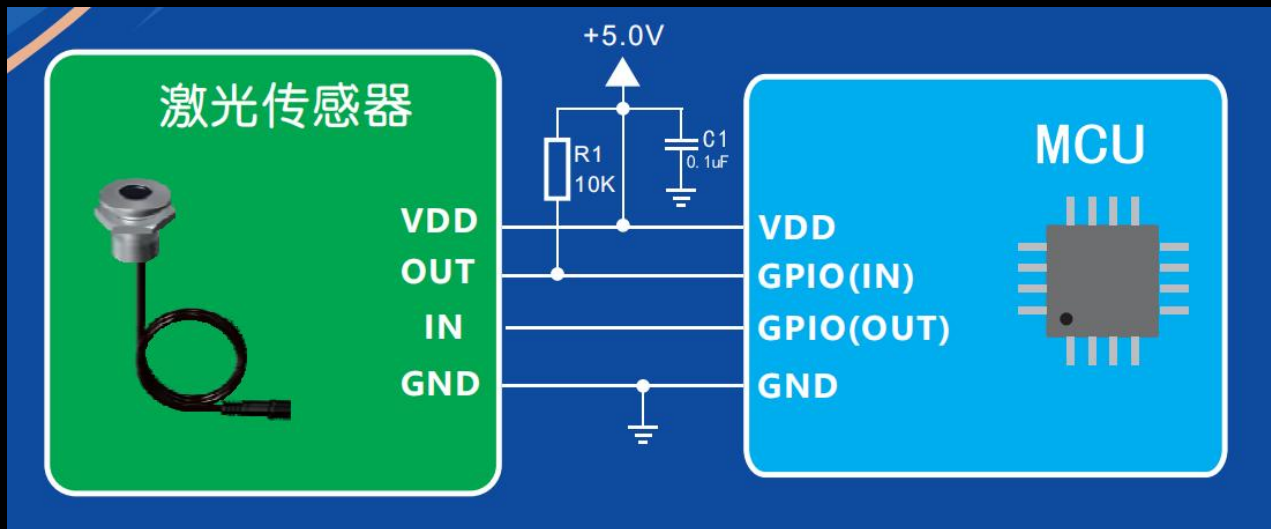 +5.0V
激光传感器
R1
10K
C1
0.1uF
MCU
VDD
OUT
IN
GND
VDD
GPIO(IN)
GPIO(OUT)
GND